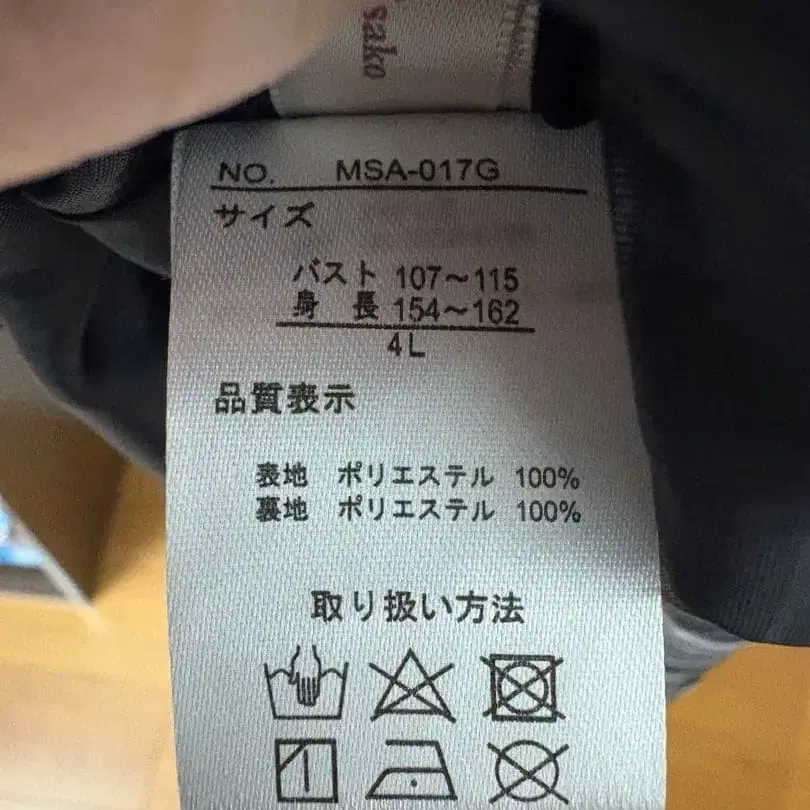 sako
NO. MSA-017G
サイズ
バスト 107〜115
身 長 154〜162
4L
品質表示
表地 ポリエステル 100%
裏地 ポリエステル 100%
取り扱い方法